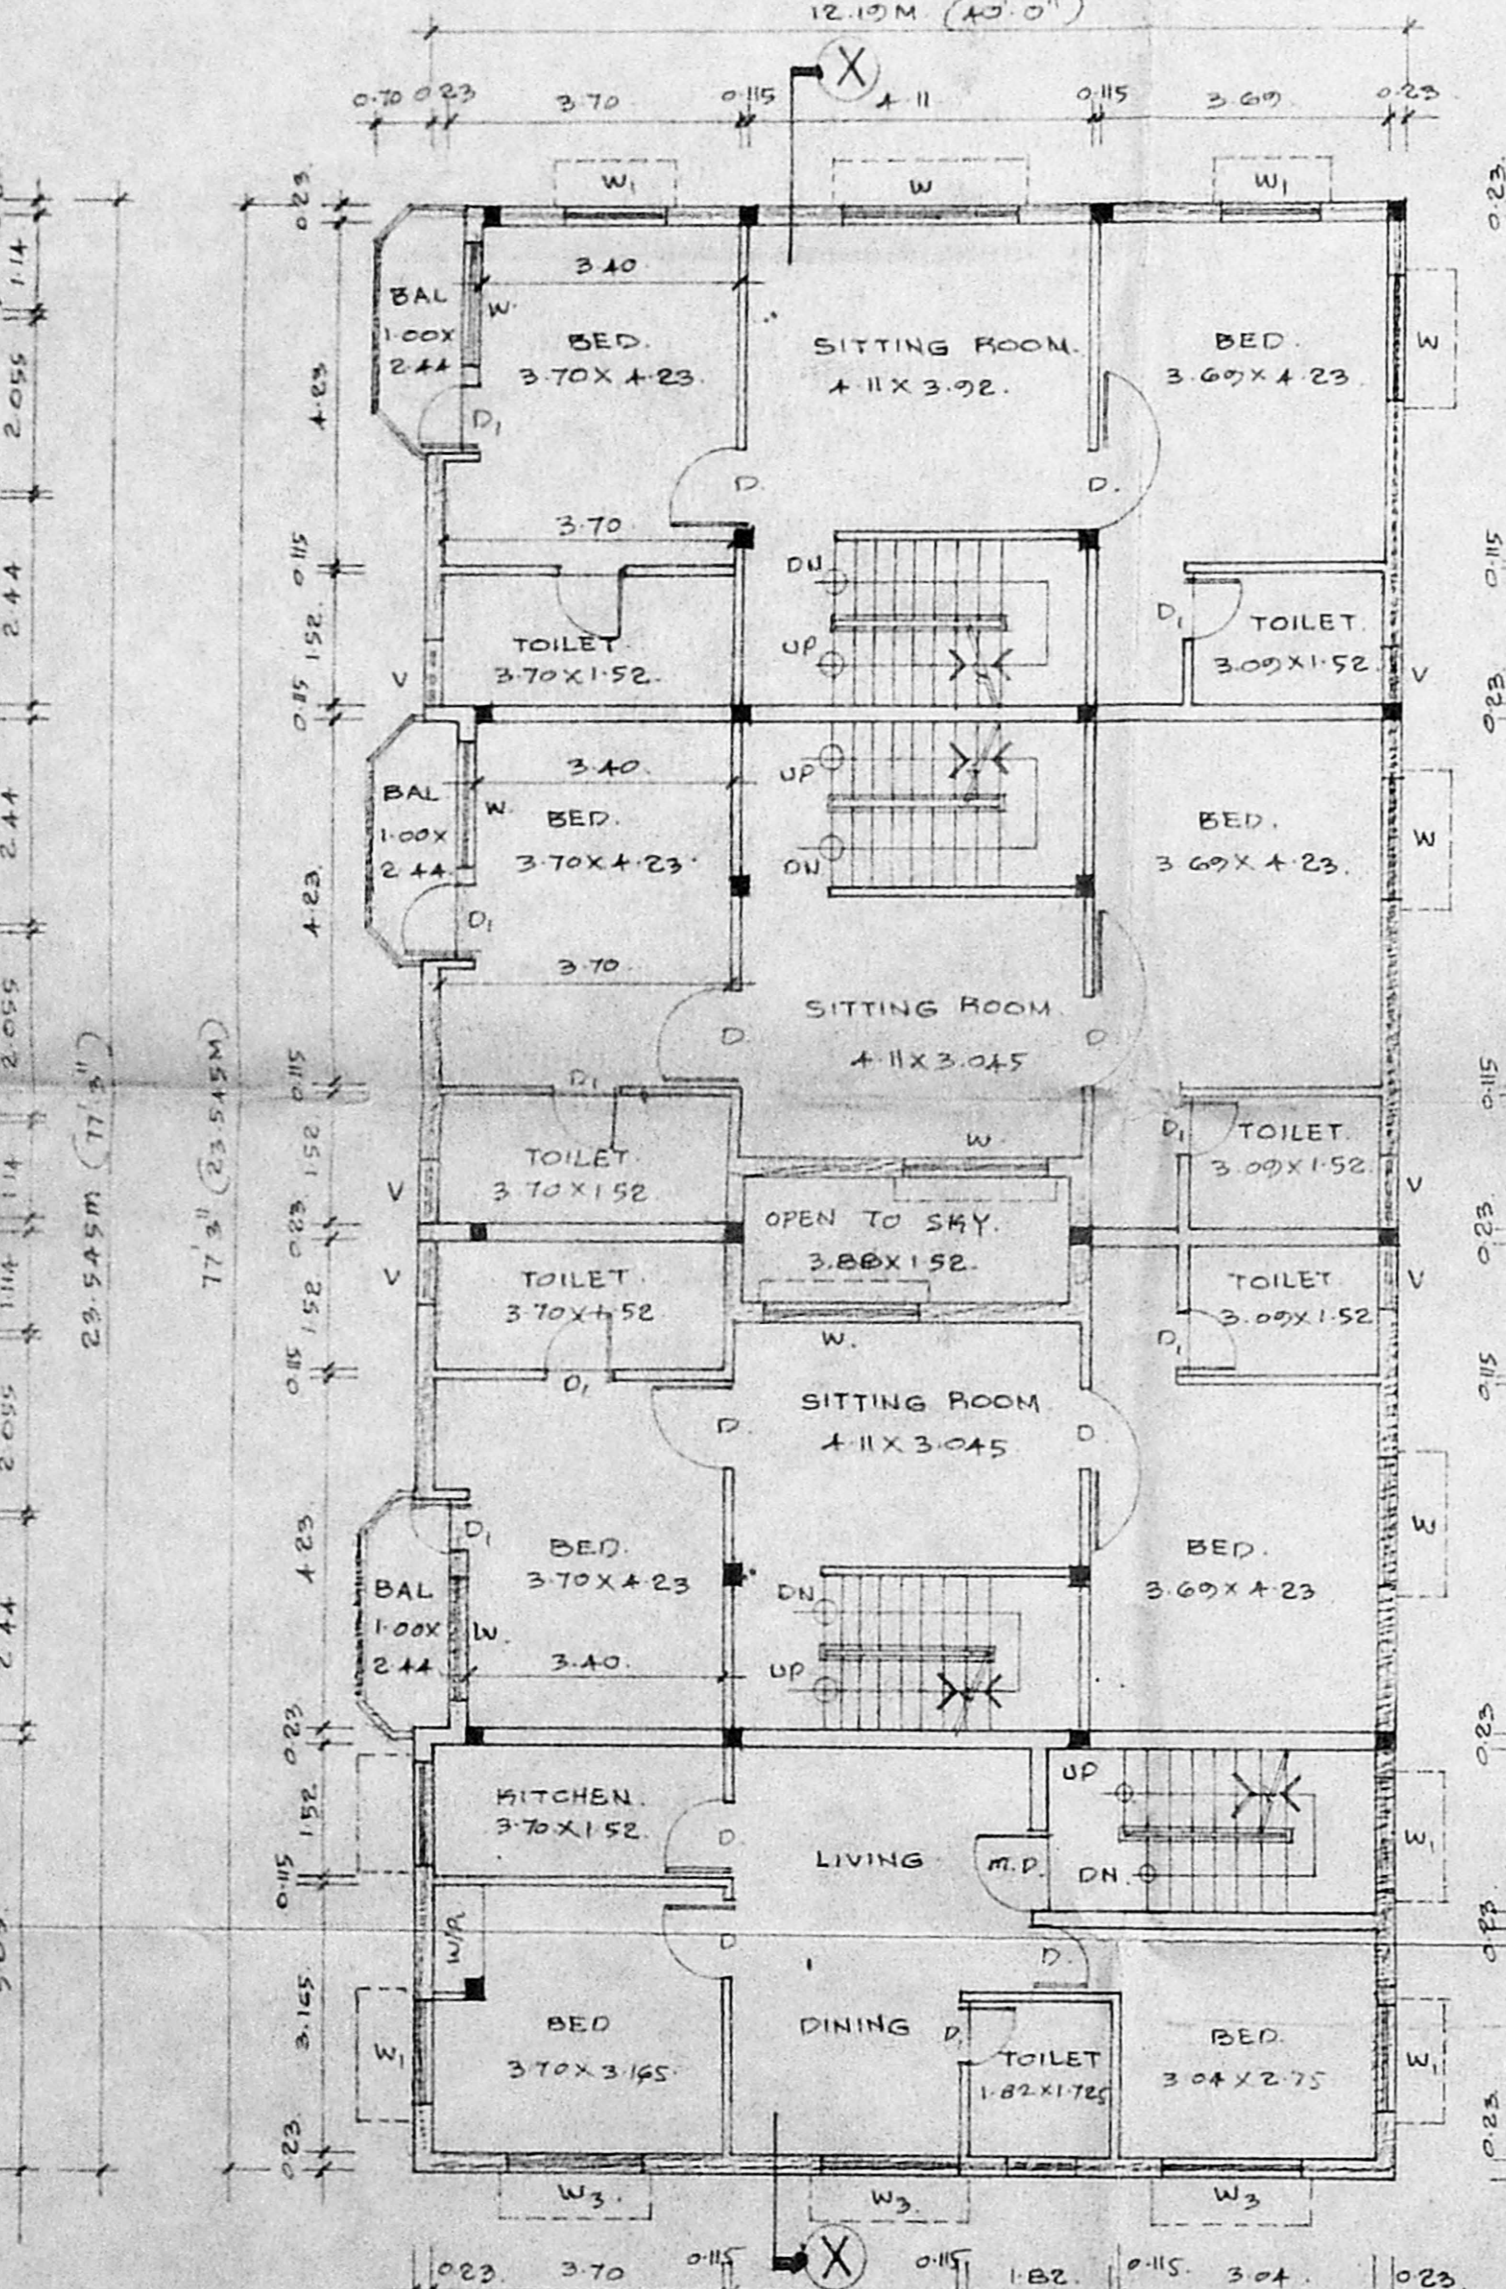 12.19M. (40'.0")
X
0.70 0.23 3.70 0.115 4.11 0.115 3.69 0.23
W1 W W1
0.23
0.23
1.14
2.055
2.44
2.44
2.055
1.14
1.14
2.055
2.44
23.545M (77'3")
77'3" (23.545M)
4.23
0.115
1.52
0.115
4.23
0.115
1.52
0.23
1.52
0.115
4.23
0.23
1.52
0.115
3.165
0.23
3.40
BAL
1.00X
2.44
W.
D1
BED.
3.70X4.23.
SITTING ROOM.
4.11X3.92.
BED.
3.69X4.23.
W
D.
D.
3.70
DN
UP
TOILET.
3.70X1.52.
V
D1
TOILET.
3.09X1.52.
V
0.115
0.23
3.40.
BAL
1.00X
2.44
W.
D1
BED.
3.70X4.23.
UP
DN
BED.
3.69X4.23.
W
3.70.
SITTING ROOM.
4.11X3.045
D
D
D1
TOILET.
3.70X1.52.
V
W
D1
TOILET.
3.09X1.52.
V
0.115
0.23
OPEN TO SKY.
3.88X1.52.
V
TOILET.
3.70X1.52
D1
W.
TOILET
3.09X1.52
D1
V
0.115
SITTING ROOM
4.11X3.045
D.
D
D1
BED.
3.70X4.23
BAL
1.00X
2.44
W.
3.40.
DN
UP
BED.
3.69X4.23
W
0.23
KITCHEN.
3.70X1.52.
D.
LIVING
M.D.
UP
DN.
W1
0.23
W/R
D
D.
BED
3.70X3.165.
W1
DINING
D1
TOILET
1.82X1.725
BED.
3.04X2.75
W1
0.23
W3. W3. W3
X
0.23. 3.70 0.115 0.115 1.82. 0.115. 3.04. 0.23